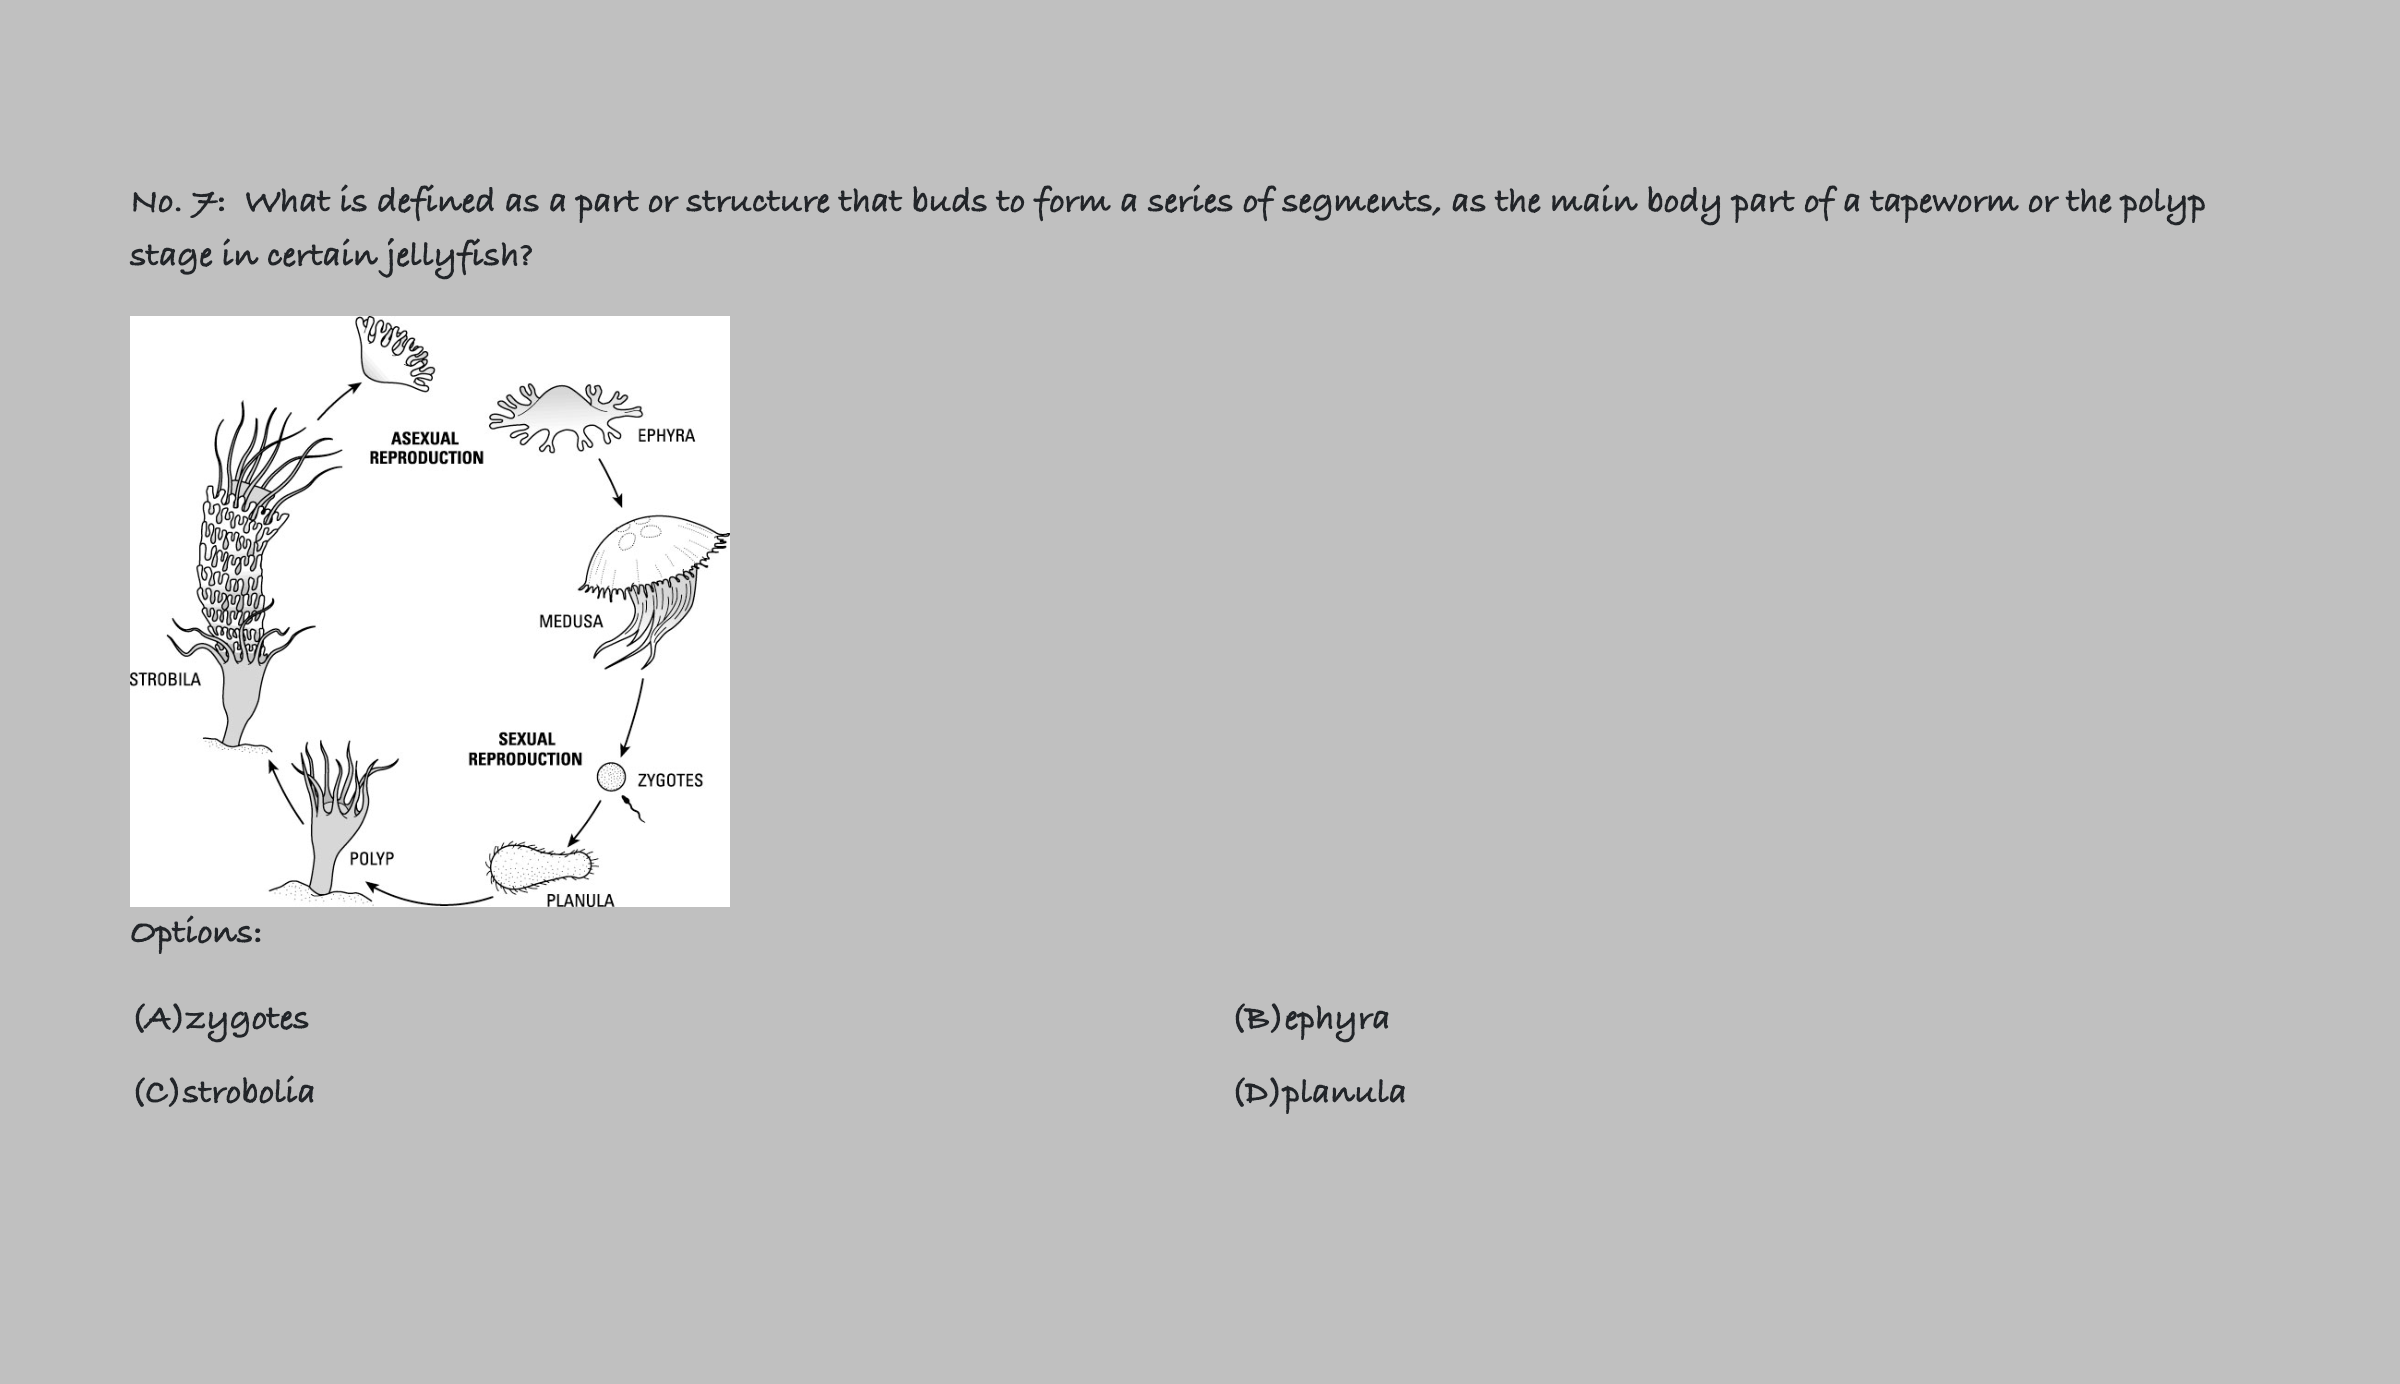 No. 7: What is defined as a part or structure that buds to form a series of segments, as the main body part of a tapeworm or the polyp
stage in certain jellyfish?
ASEXUAL
REPRODUCTION
EPHYRA
MEDUSA
STROBILA
SEXUAL
REPRODUCTION
ZYGOTES
POLYP
PLANULA
Options:
(A)zygotes
(B)ephyra
(C)strobolia
(D)planula